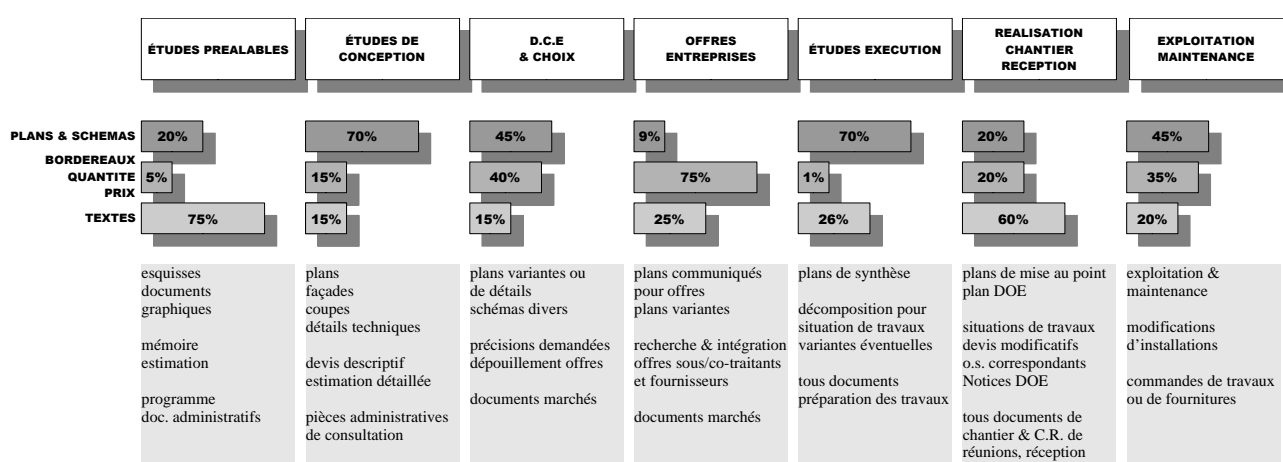 ÉTUDES PREALABLES
ÉTUDES DE
CONCEPTION
D.C.E
& CHOIX
OFFRES
ENTREPRISES
ÉTUDES EXECUTION
REALISATION
CHANTIER
RECEPTION
EXPLOITATION
MAINTENANCE
PLANS & SCHEMAS
20%
70%
45%
9%
70%
20%
45%
BORDEREAUX
QUANTITE
PRIX
5%
15%
40%
75%
1%
20%
35%
TEXTES
75%
15%
15%
25%
26%
60%
20%
esquisses
documents
graphiques
mémoire
estimation
programme
doc. administratifs
plans
façades
coupes
détails techniques
devis descriptif
estimation détaillée
pièces administratives
de consultation
plans variantes ou
de détails
schémas divers
précisions demandées
dépouillement offres
documents marchés
plans communiqués
pour offres
plans variantes
recherche & intégration
offres sous/co-traitants
et fournisseurs
documents marchés
plans de synthèse
décomposition pour
situation de travaux
variantes éventuelles
tous documents
préparation des travaux
plans de mise au point
plan DOE
situations de travaux
devis modificatifs
o.s. correspondants
Notices DOE
tous documents de
chantier & C.R. de
réunions, réception
exploitation &
maintenance
modifications
d’installations
commandes de travaux
ou de fournitures